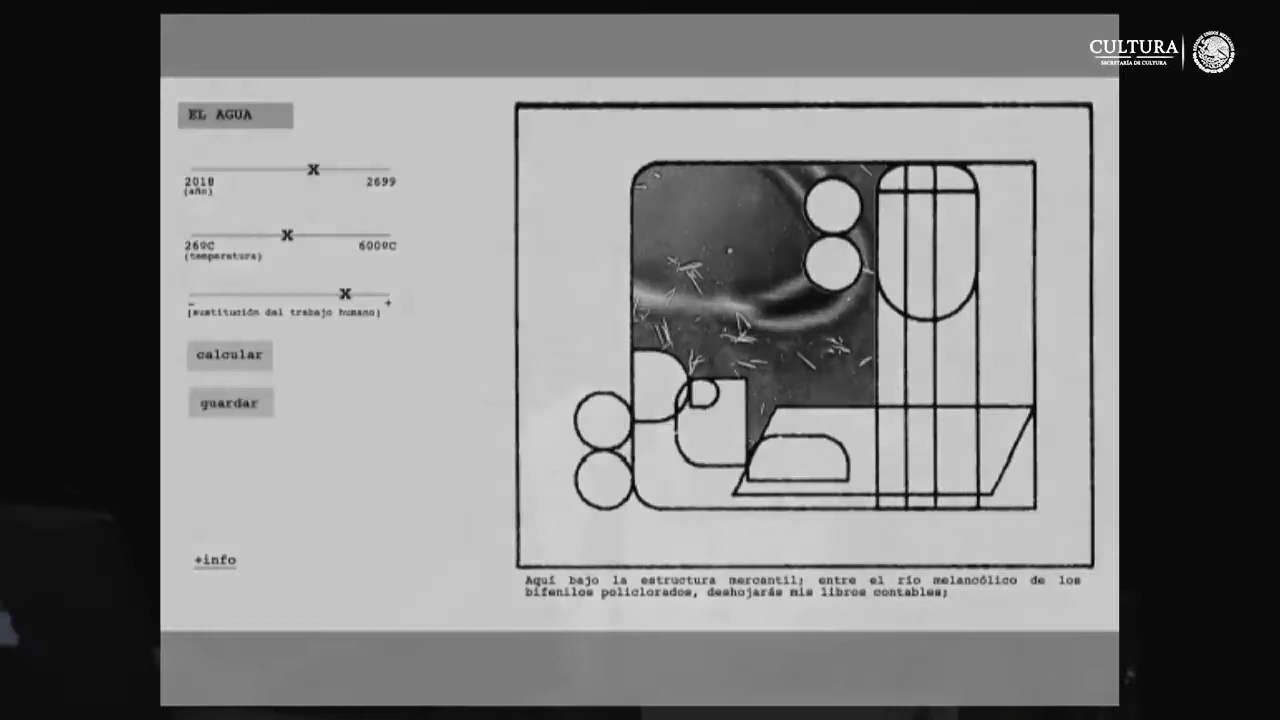 CULTURA
SECRETARÍA DE CULTURA
EL AGUA
2018 2699
(año)
26ºC 600ºC
(temperatura)
- +
(sustitución del trabajo humano)
calcular
guardar
+info
Aquí bajo la estructura mercantil; entre el río melancólico de los
bifenilos policlorados, deshojarás mis libros contables;